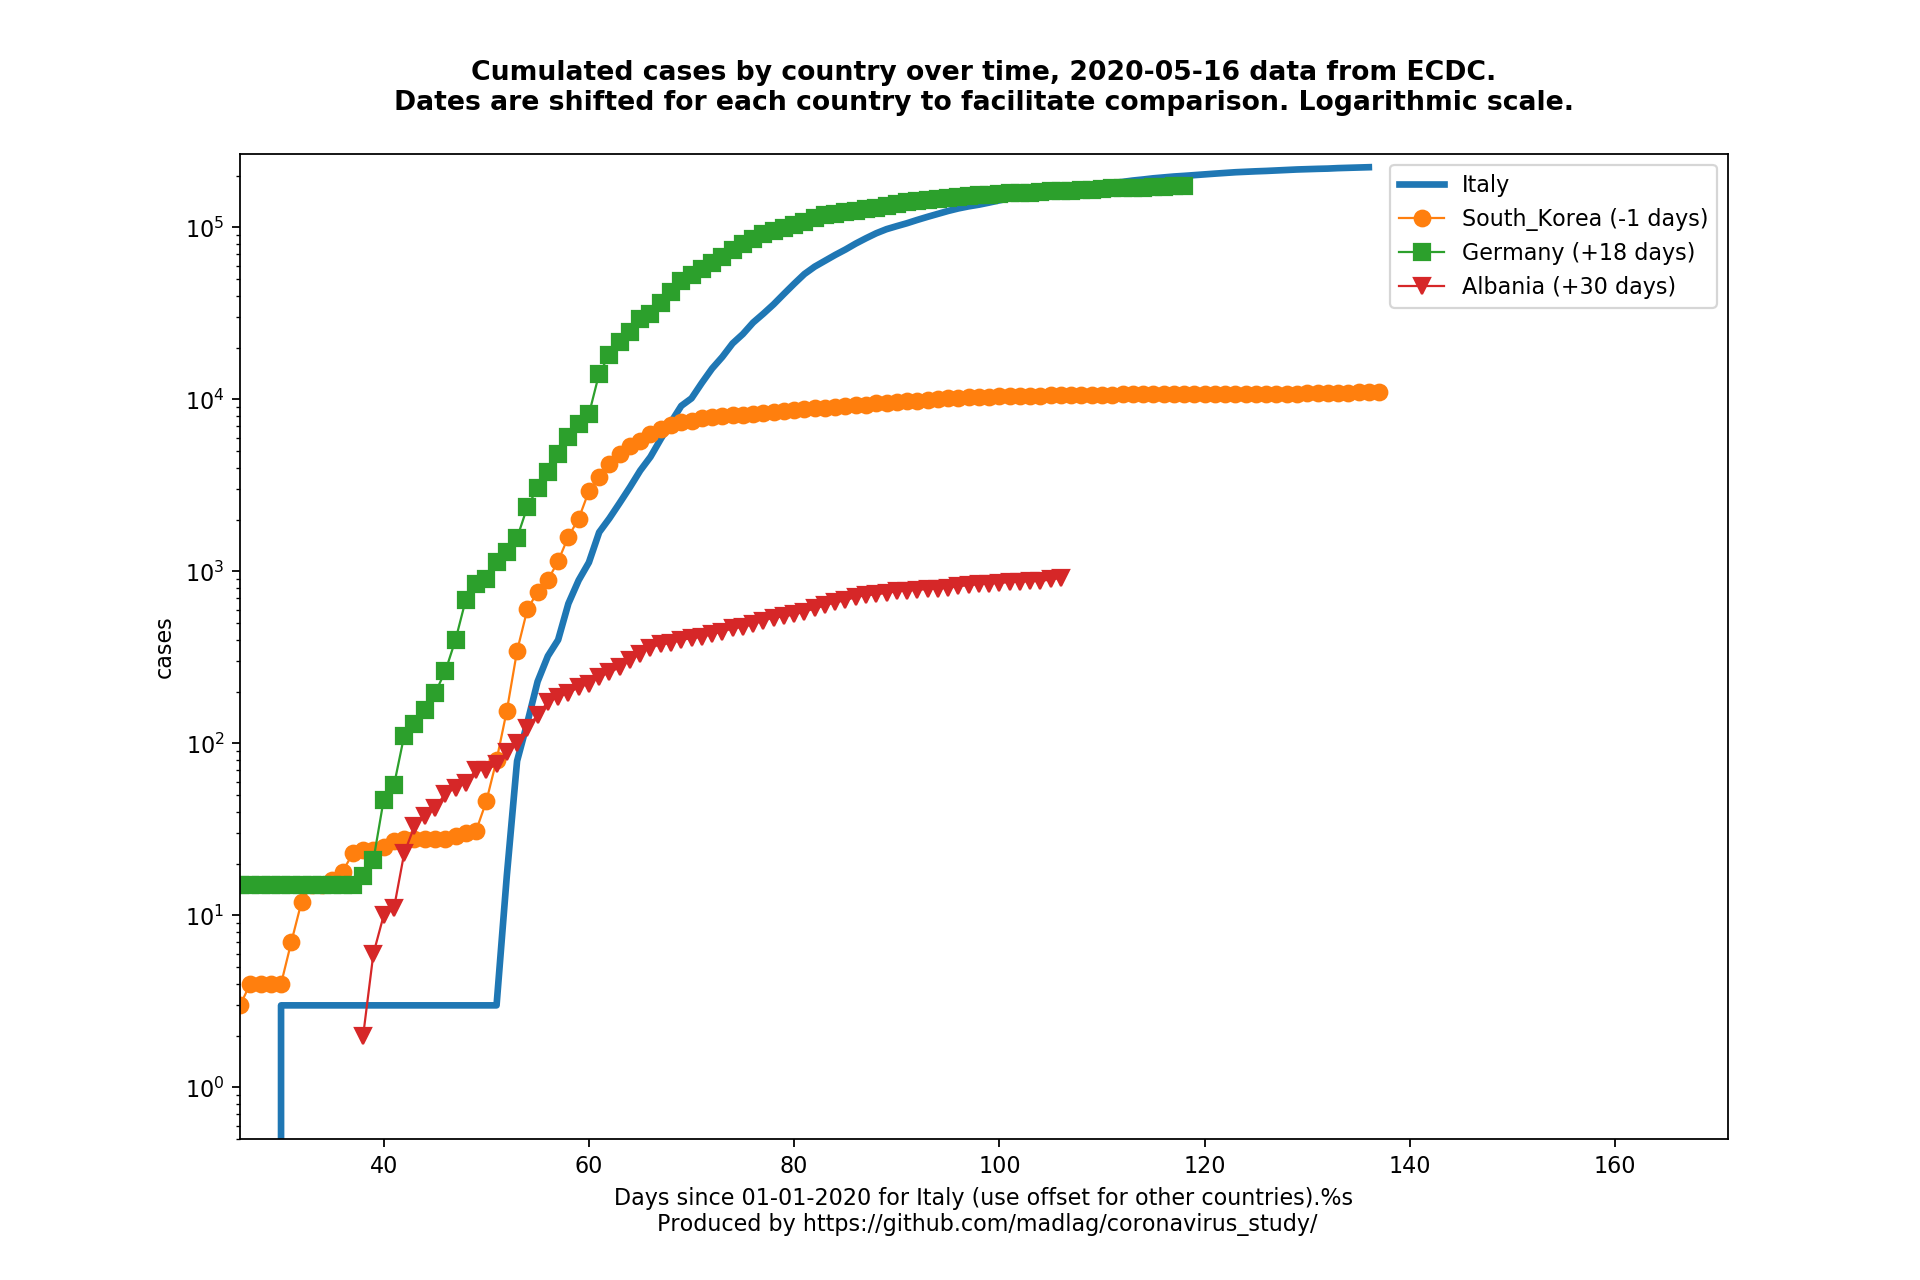 Cumulated cases by country over time, 2020-05-16 data from ECDC.
Dates are shifted for each country to facilitate comparison. Logarithmic scale.
Italy
South_Korea (-1 days)
Germany (+18 days)
Albania (+30 days)
10^5
10^4
10^3
10^2
10^1
10^0
cases
40 60 80 100 120 140 160
Days since 01-01-2020 for Italy (use offset for other countries).%s
Produced by https://github.com/madlag/coronavirus_study/